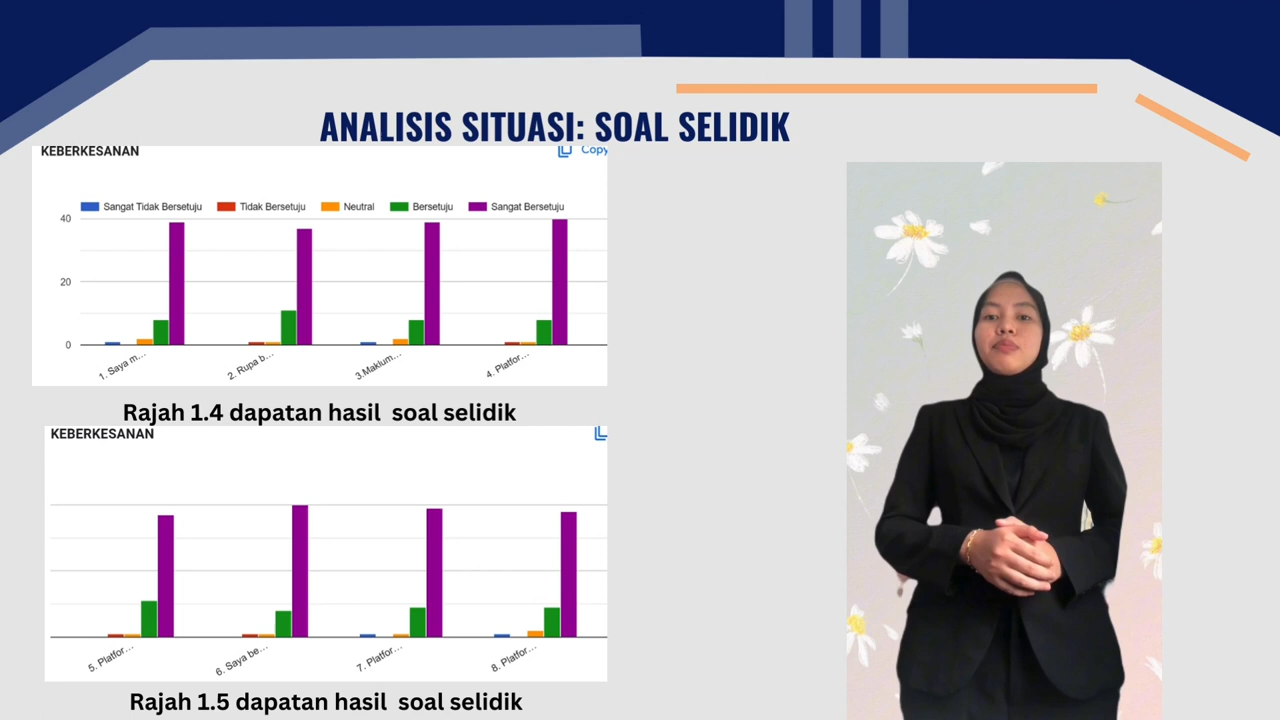 ANALISIS SITUASI: SOAL SELIDIK
KEBERKESANAN
Copy
Sangat Tidak Bersetuju Tidak Bersetuju Neutral Bersetuju Sangat Bersetuju
40
20
0
1. Saya m... 2. Rupa b... 3.Maklum... 4. Platfor...
Rajah 1.4 dapatan hasil soal selidik
KEBERKESANAN
5. Platfor... 6. Saya be... 7. Platfor... 8. Platfor...
Rajah 1.5 dapatan hasil soal selidik